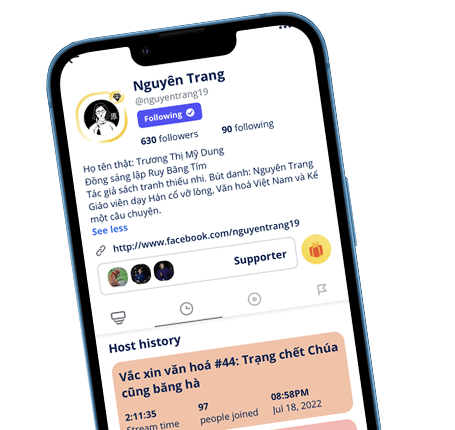 Nguyên Trang
@nguyentrang19
Following
630 followers 90 following
Họ tên thật: Trương Thị Mỹ Dung
Đồng sáng lập Ruy Băng Tím
Tác giả sách tranh thiếu nhi. Bút danh: Nguyên Trang
Giáo viên dạy Hán cổ vỡ lòng, Văn hoá Việt Nam và Kể
một câu chuyện.
See less
http://www.facebook.com/nguyentrang19
Supporter
Host history
Vắc xin văn hoá #44: Trạng chết Chúa
cũng băng hà
2:11:35 97 08:58PM
Stream time people joined Jul 18, 2022